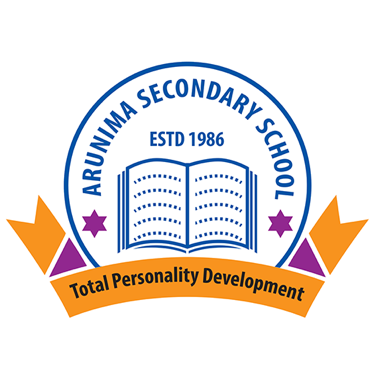 ARUNIMA SECONDARY SCHOOL
ESTD 1986
Total Personality Development